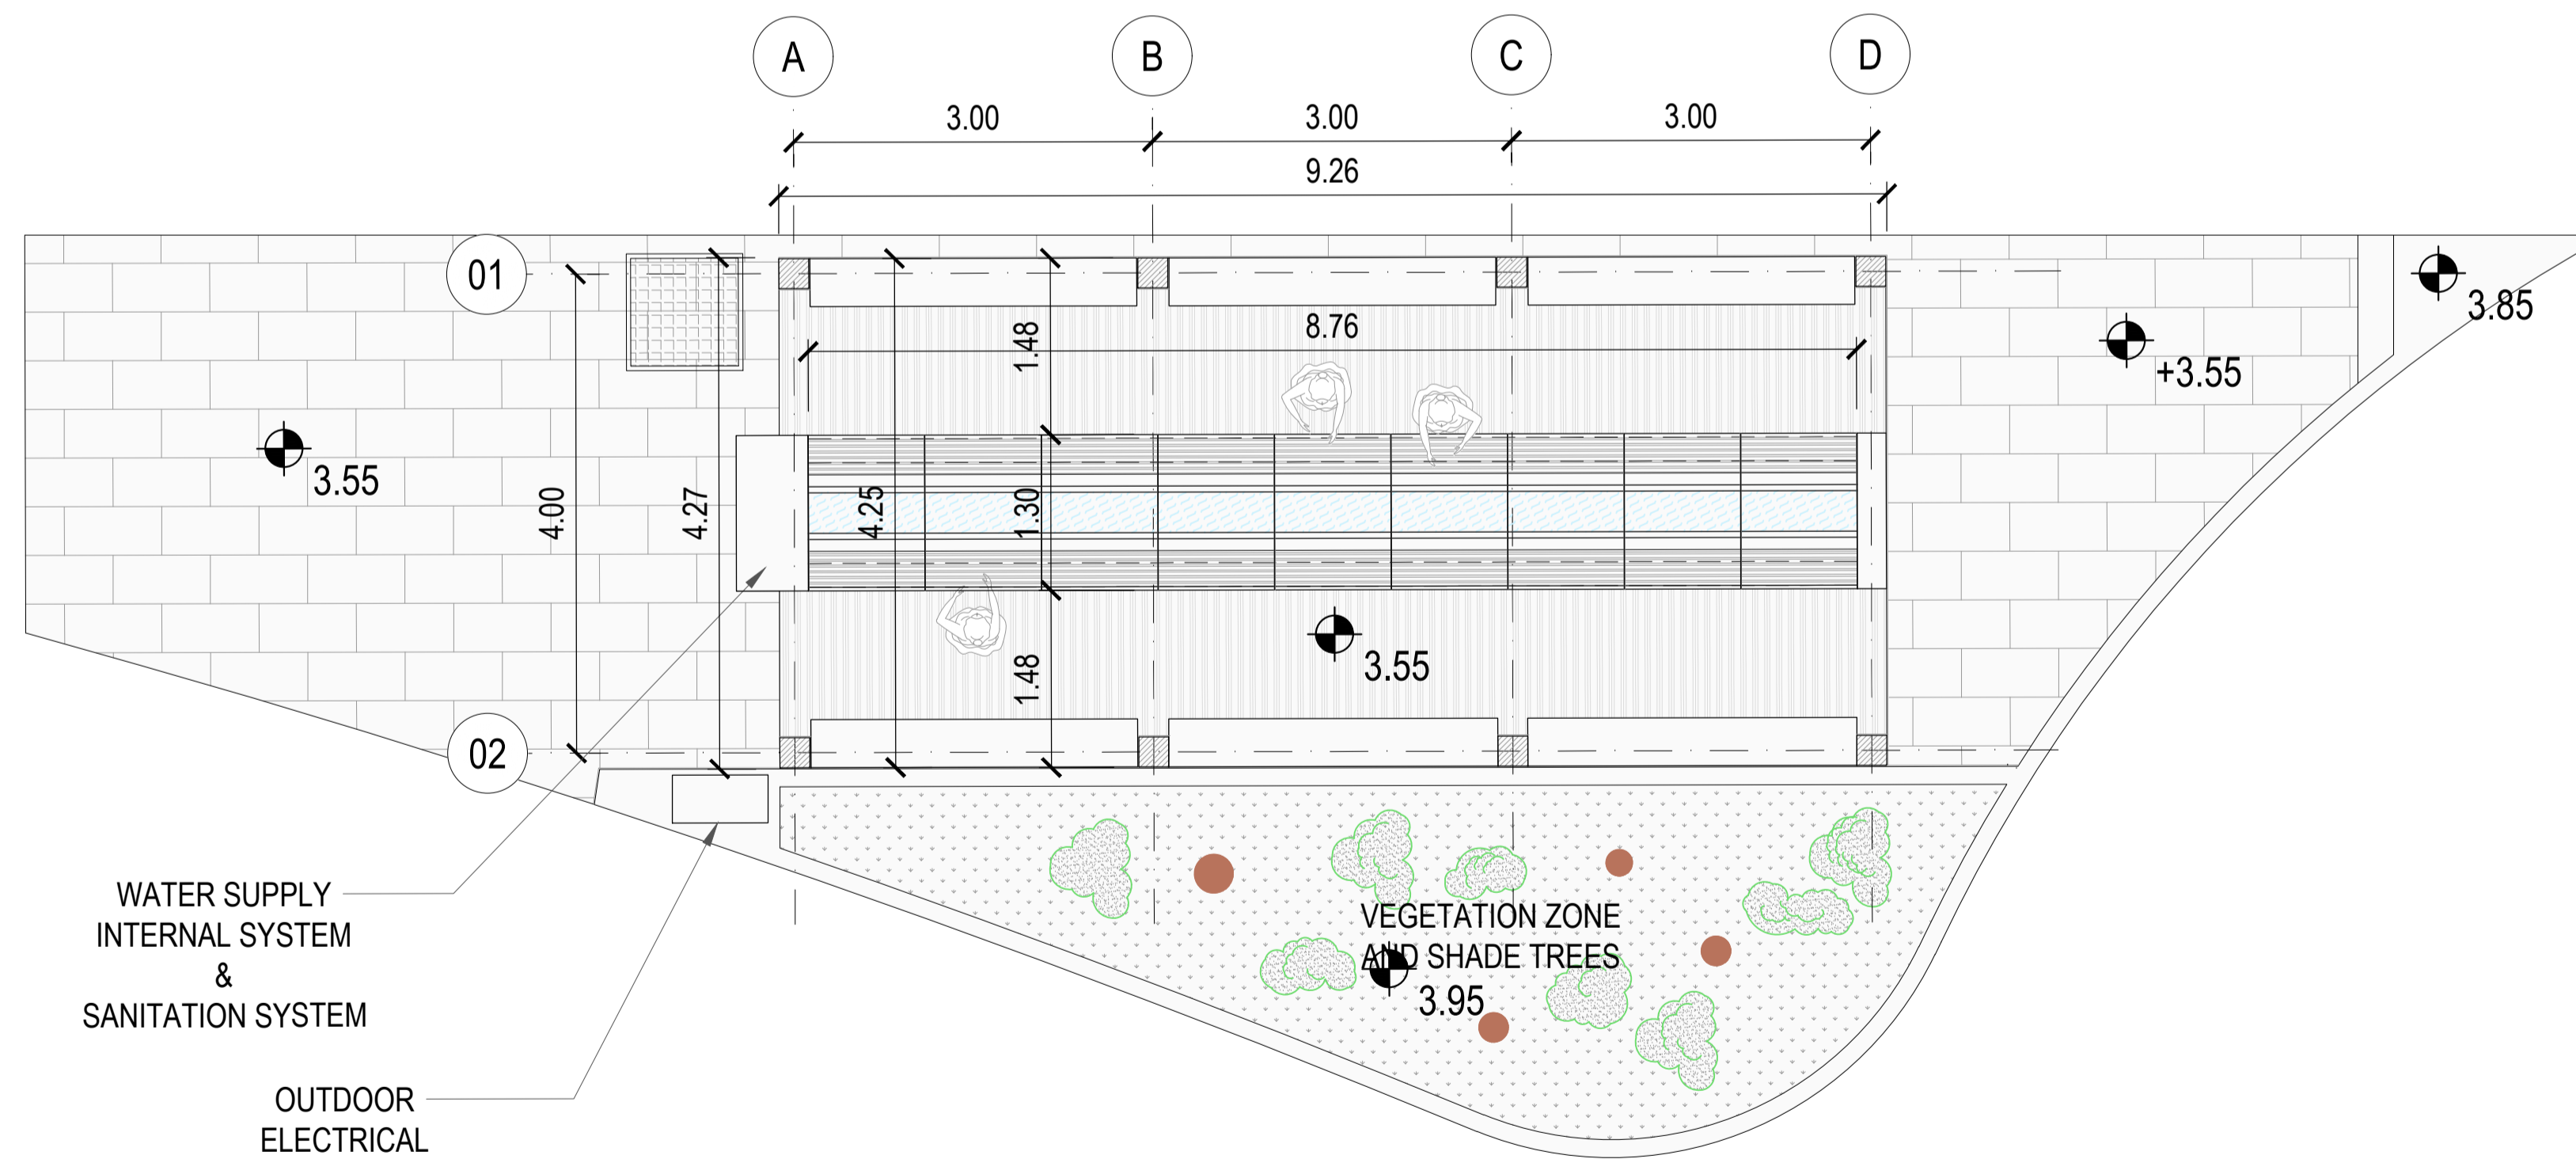 A
B
C
D
3.00
3.00
3.00
9.26
01
3.85
8.76
1.48
+3.55
3.55
4.00
4.27
4.25
1.30
3.55
1.48
02
WATER SUPPLY
INTERNAL SYSTEM
&
SANITATION SYSTEM
VEGETATION ZONE
AND SHADE TREES
3.95
OUTDOOR
ELECTRICAL